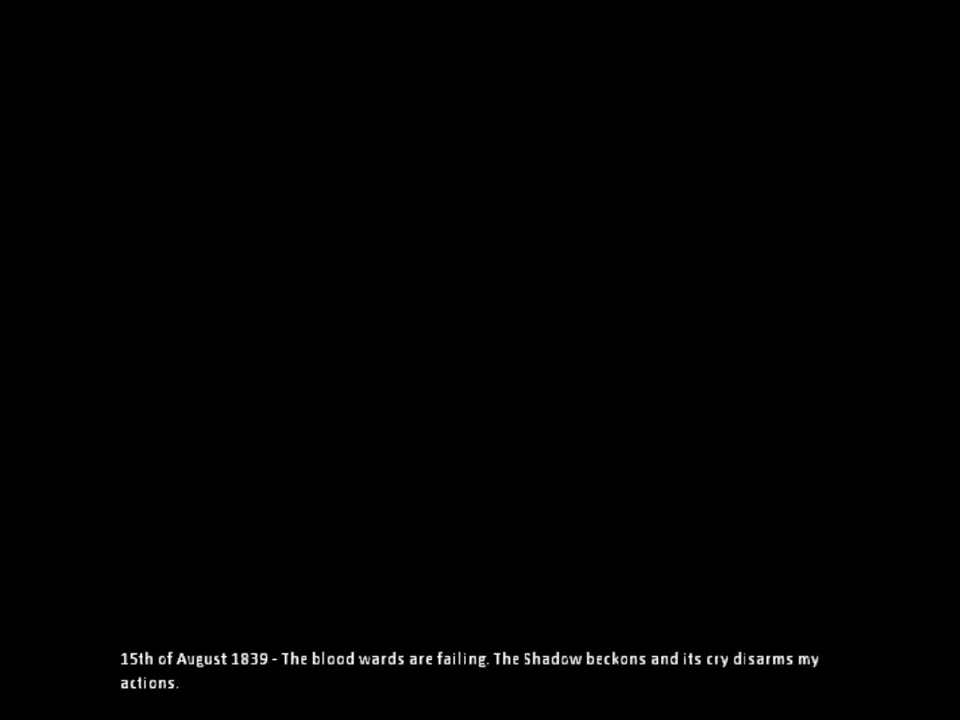 15th of August 1839 - The blood wards are failing. The Shadow beckons and its cry disarms my
actions.